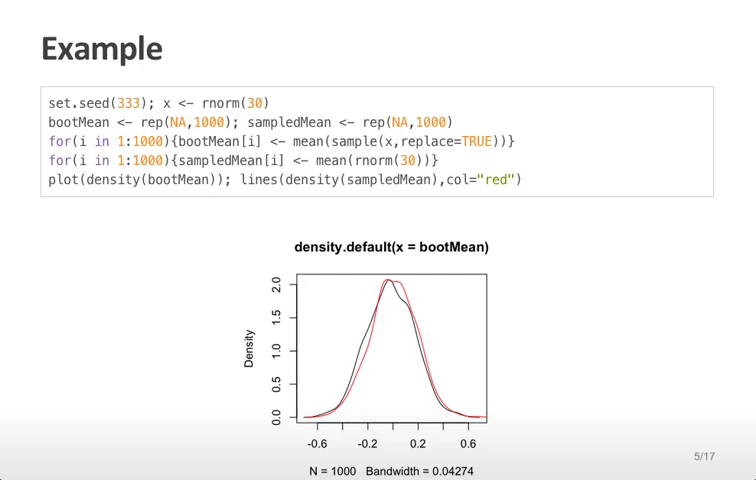 Example
set.seed(333); x <- rnorm(30)
bootMean <- rep(NA,1000); sampledMean <- rep(NA,1000)
for(i in 1:1000){bootMean[i] <- mean(sample(x,replace=TRUE))}
for(i in 1:1000){sampledMean[i] <- mean(rnorm(30))}
plot(density(bootMean)); lines(density(sampledMean),col="red")
density.default(x = bootMean)
Density
2.0
1.5
1.0
0.5
0.0
-0.6 -0.2 0.2 0.6
N = 1000 Bandwidth = 0.04274
5/17